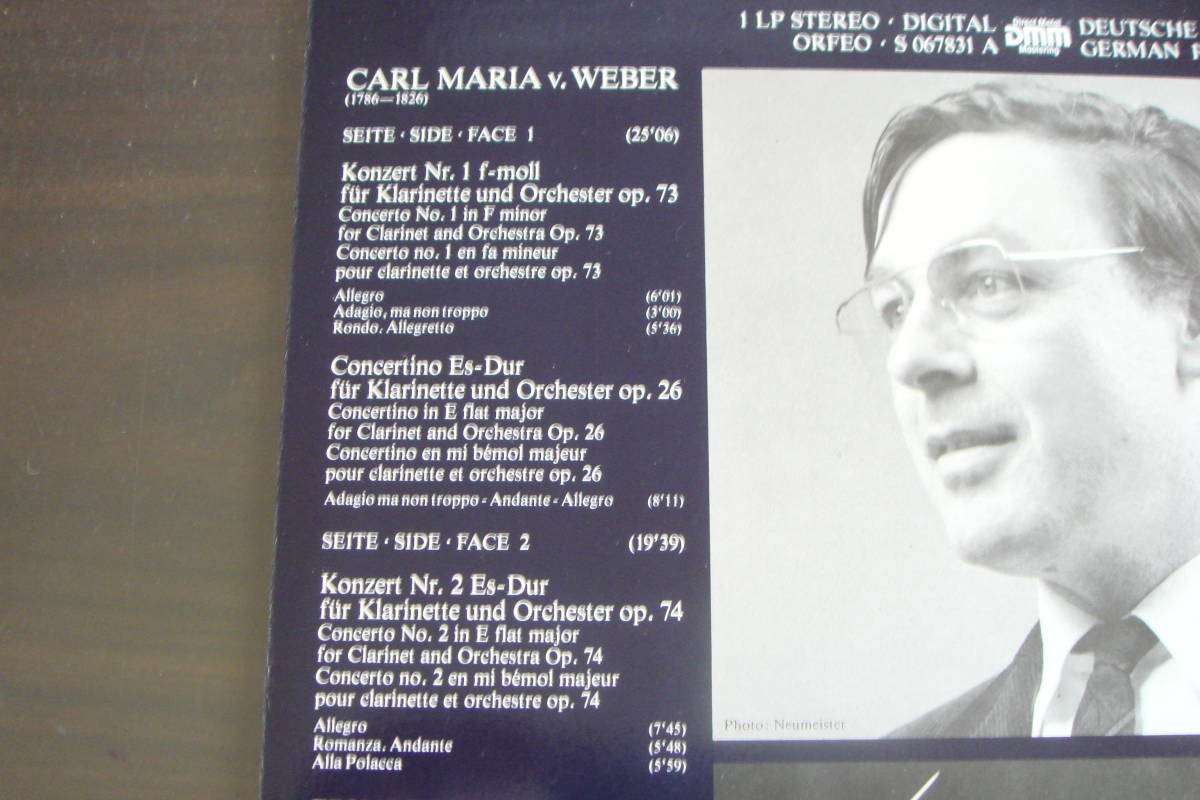 1 LP STEREO · DIGITAL Direct Metal DMM Mastering DEUTSCHE
ORFEO · S 067831 A GERMAN
CARL MARIA v. WEBER
(1786—1826)
SEITE · SIDE · FACE 1 (25'06)
Konzert Nr. 1 f-moll
für Klarinette und Orchester op. 73
Concerto No. 1 in F minor
for Clarinet and Orchestra Op. 73
Concerto no. 1 en fa mineur
pour clarinette et orchestre op. 73
Allegro (6'01)
Adagio, ma non troppo (3'00)
Rondo. Allegretto (5'36)
Concertino Es-Dur
für Klarinette und Orchester op. 26
Concertino in E flat major
for Clarinet and Orchestra Op. 26
Concertino en mi bémol majeur
pour clarinette et orchestre op. 26
Adagio ma non troppo - Andante - Allegro (8'11)
SEITE · SIDE · FACE 2 (19'39)
Konzert Nr. 2 Es-Dur
für Klarinette und Orchester op. 74
Concerto No. 2 in E flat major
for Clarinet and Orchestra Op. 74
Concerto no. 2 en mi bémol majeur
pour clarinette et orchestre op. 74
Allegro (7'45)
Romanza. Andante (5'48)
Alla Polacca (5'59)
Photo: Neumeister